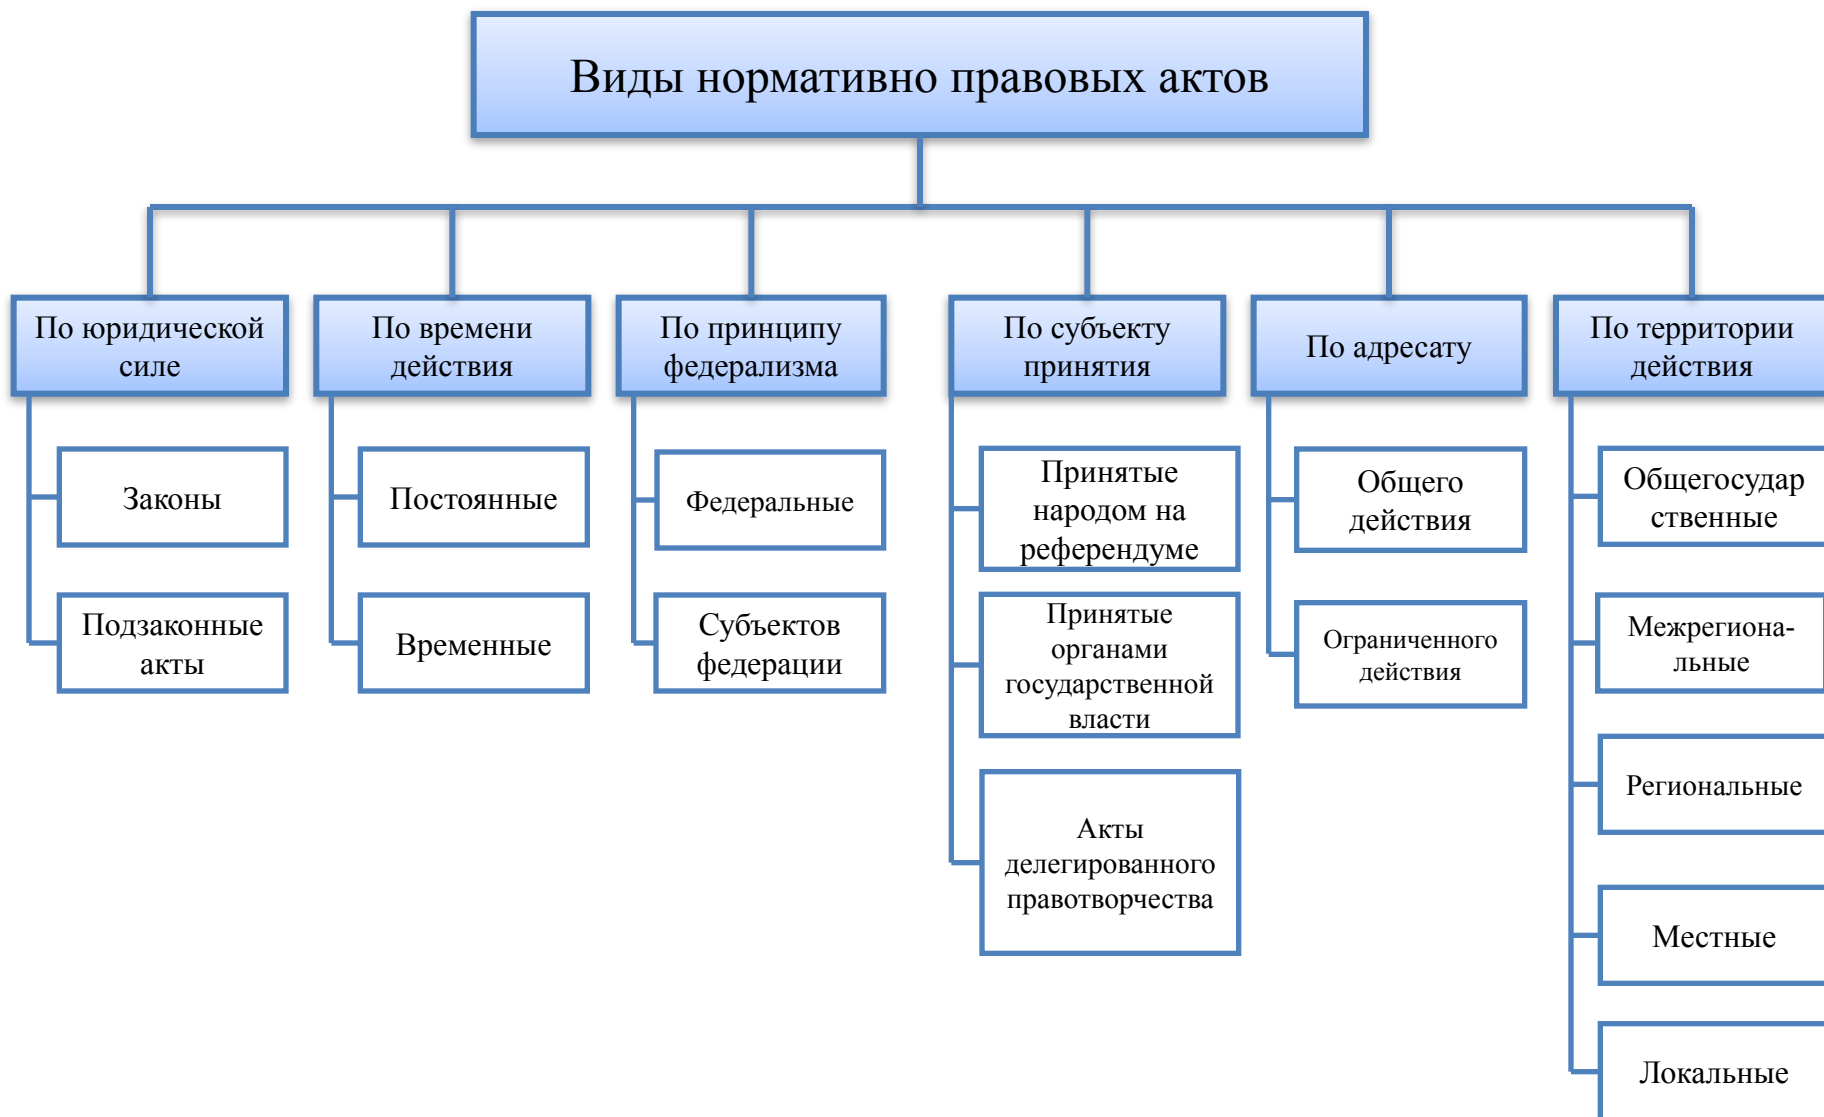 Виды нормативно правовых актов
По юридической
силе
Законы
Подзаконные
акты
По времени
действия
Постоянные
Временные
По принципу
федерализма
Федеральные
Субъектов
федерации
По субъекту
принятия
Принятые
народом на
референдуме
Принятые
органами
государственной
власти
Акты
делегированного
правотворчества
По адресату
Общего
действия
Ограниченного
действия
По территории
действия
Общегосудар
ственные
Межрегиона-
льные
Региональные
Местные
Локальные